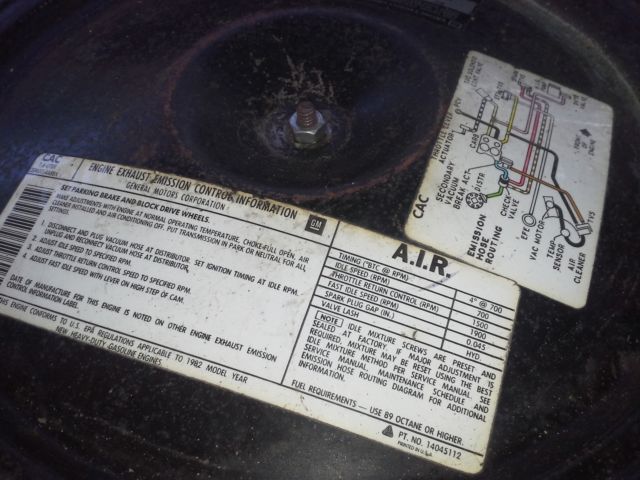 CAC
ENGINE EXHAUST EMISSION CONTROL INFORMATION
GENERAL MOTORS CORPORATION
GM
SET PARKING BRAKE AND BLOCK DRIVE WHEELS.
MAKE ADJUSTMENTS WITH ENGINE AT NORMAL OPERATING TEMPERATURE, CHOKE-FULL OPEN, AIR
CLEANER INSTALLED AND AIR CONDITIONING OFF. PUT TRANSMISSION IN PARK OR NEUTRAL FOR ALL
SETTINGS.
1. DISCONNECT AND PLUG VACUUM HOSE AT DISTRIBUTOR. SET IGNITION TIMING AT IDLE RPM.
UNPLUG AND RECONNECT VACUUM HOSE AT DISTRIBUTOR.
2. ADJUST IDLE SPEED TO SPECIFIED RPM.
3. ADJUST THROTTLE RETURN CONTROL SPEED TO SPECIFIED RPM.
4. ADJUST FAST IDLE SPEED WITH LEVER ON HIGH STEP OF CAM.
DATE OF MANUFACTURE FOR THIS ENGINE IS NOTED ON OTHER ENGINE EXHAUST EMISSION
CONTROL INFORMATION LABEL.
THIS ENGINE CONFORMS TO U.S. EPA REGULATIONS APPLICABLE TO 1982 MODEL YEAR
NEW HEAVY-DUTY GASOLINE ENGINES.
A.I.R.
TIMING (°BTC @ RPM) 4° @ 700
IDLE SPEED (RPM) 700
THROTTLE RETURN CONTROL (RPM) 1500
FAST IDLE SPEED (RPM) 1900
SPARK PLUG GAP (IN.) 0.045
VALVE LASH HYD.
NOTE IDLE MIXTURE SCREWS ARE PRESET AND
SEALED AT FACTORY. IF MAJOR ADJUSTMENT IS
REQUIRED, MIXTURE MAY BE RESET USING THE BEST
IDLE MIXTURE METHOD PER SERVICE MANUAL. SEE
SERVICE MANUAL, MAINTENANCE SCHEDULE AND
EMISSION HOSE ROUTING DIAGRAM FOR ADDITIONAL
INFORMATION.
FUEL REQUIREMENTS — USE 89 OCTANE OR HIGHER.
PT. NO. 14045112
PRINTED IN U.S.A.
CAC
EMISSION
HOSE
ROUTING
THROTTLE LEVER
ACTUATOR
SECONDARY
VACUUM
BREAK ACT.
PCV
CARB
DISTR.
CHECK
VALVE
EFE
VAC MOTOR
TEMP
SENSOR
AIR
CLEANER
TVS
FRONT
OF
ENGINE